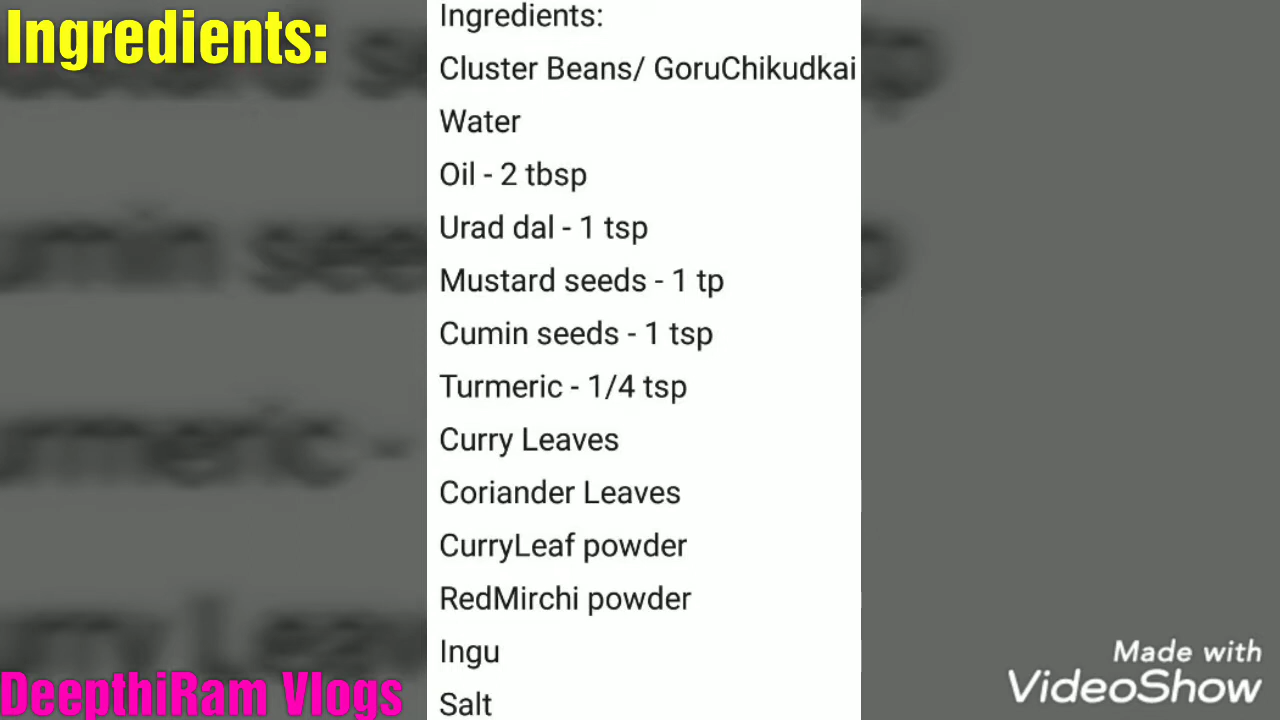 Ingredients:
Ingredients:
Cluster Beans/ GoruChikudkai
Water
Oil - 2 tbsp
Urad dal - 1 tsp
Mustard seeds - 1 tp
Cumin seeds - 1 tsp
Turmeric - 1/4 tsp
Curry Leaves
Coriander Leaves
CurryLeaf powder
RedMirchi powder
Ingu
Salt
DeepthiRam Vlogs
Made with
VideoShow